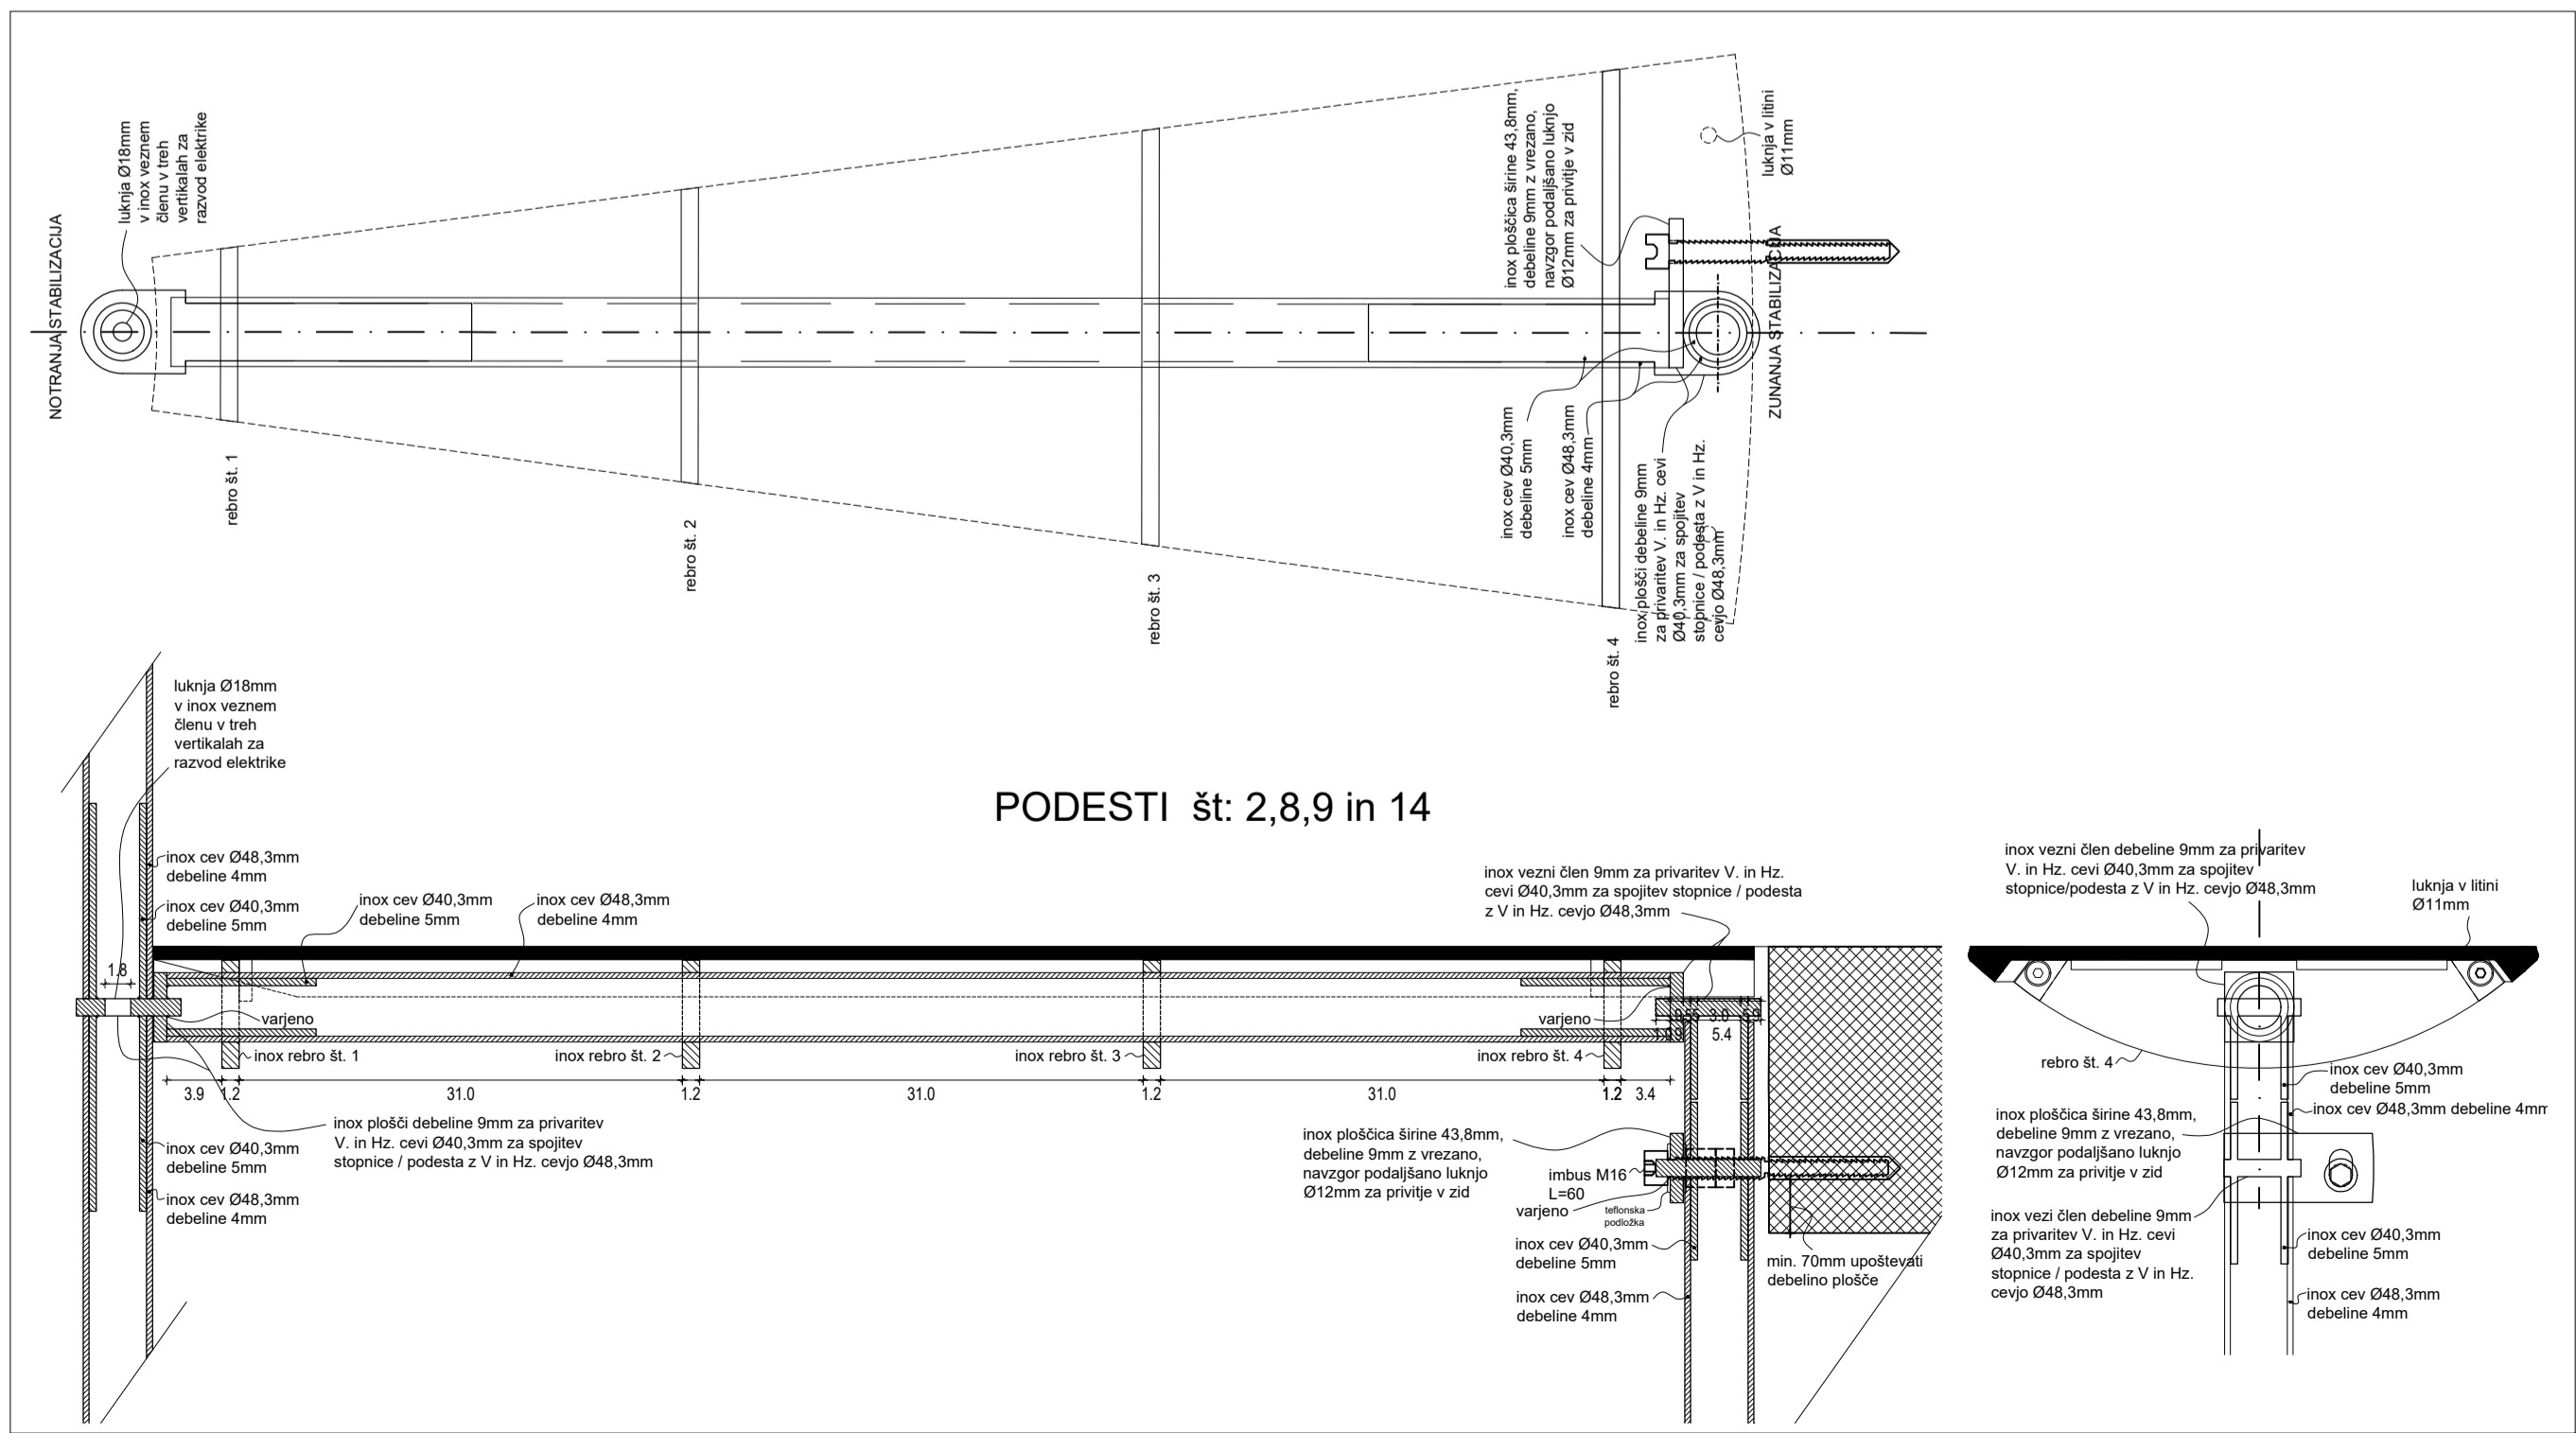 NOTRANJA STABILIZACIJA
luknja Ø18mm
v inox veznem
členu v treh
vertikalah za
razvod elektrike
rebro št. 1
rebro št. 2
rebro št. 3
rebro št. 4
inox ploščica širine 43,8mm,
debeline 9mm z vrezano,
navzgor podaljšano luknjo
Ø12mm za privitje v zid
luknja v litini
Ø11mm
ZUNANJA STABILIZACIJA
inox cev Ø40,3mm
debeline 5mm
inox cev Ø48,3mm
debeline 4mm
inox plošči debeline 9mm
za privaritev V. in Hz. cevi
Ø40,3mm za spojitev
stopnice / podesta z V in Hz.
cevjo Ø48,3mm
luknja Ø18mm
v inox veznem
členu v treh
vertikalah za
razvod elektrike
PODESTI št: 2,8,9 in 14
inox cev Ø48,3mm
debeline 4mm
inox cev Ø40,3mm
debeline 5mm
inox cev Ø40,3mm
debeline 5mm
inox cev Ø48,3mm
debeline 4mm
inox vezni člen 9mm za privaritev V. in Hz.
cevi Ø40,3mm za spojitev stopnice / podesta
z V in Hz. cevjo Ø48,3mm
1.8
varjeno
varjeno
3.0
5.4
inox rebro št. 1
inox rebro št. 2
inox rebro št. 3
inox rebro št. 4
3.9 1.2 31.0 1.2 31.0 1.2 31.0 1.2 3.4
inox plošči debeline 9mm za privaritev
V. in Hz. cevi Ø40,3mm za spojitev
stopnice / podesta z V in Hz. cevjo Ø48,3mm
inox cev Ø40,3mm
debeline 5mm
inox cev Ø48,3mm
debeline 4mm
inox ploščica širine 43,8mm,
debeline 9mm z vrezano,
navzgor podaljšano luknjo
Ø12mm za privitje v zid
imbus M16
L=60
varjeno
teflonska
podložka
inox cev Ø40,3mm
debeline 5mm
inox cev Ø48,3mm
debeline 4mm
min. 70mm upoštevati
debelino plošče
inox vezni člen debeline 9mm za privaritev
V. in Hz. cevi Ø40,3mm za spojitev
stopnice/podesta z V in Hz. cevjo Ø48,3mm
luknja v litini
Ø11mm
rebro št. 4
inox cev Ø40,3mm
debeline 5mm
inox cev Ø48,3mm debeline 4mm
inox ploščica širine 43,8mm,
debeline 9mm z vrezano,
navzgor podaljšano luknjo
Ø12mm za privitje v zid
inox vezi člen debeline 9mm
za privaritev V. in Hz. cevi
Ø40,3mm za spojitev
stopnice / podesta z V in Hz.
cevjo Ø48,3mm
inox cev Ø40,3mm
debeline 5mm
inox cev Ø48,3mm
debeline 4mm